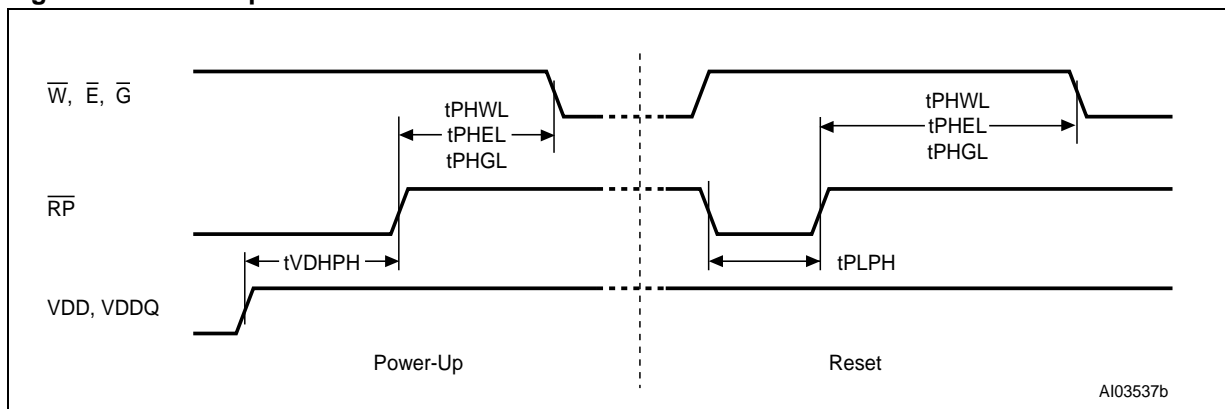 W, E, G
tPHWL
tPHEL
tPHGL
tPHWL
tPHEL
tPHGL
RP
tVDHPH
tPLPH
VDD, VDDQ
Power-Up
Reset
AI03537b